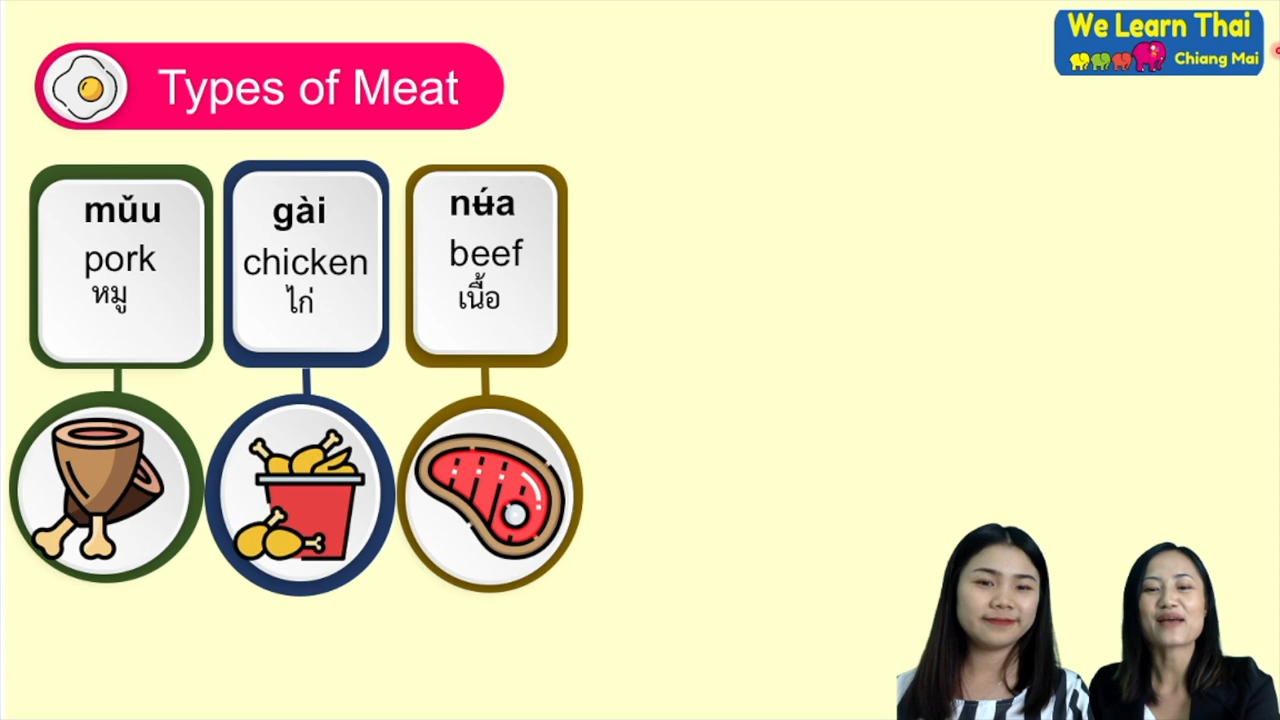 We Learn Thai
Chiang Mai
Types of Meat
mǔu
pork
หมู
gài
chicken
ไก่
nʉ́a
beef
เนื้อ